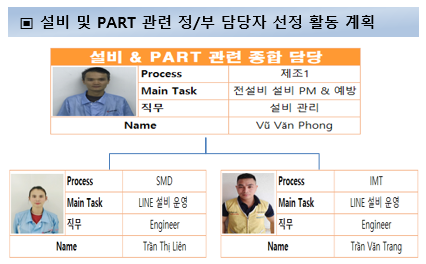 ▣ 설비 및 PART 관련 정/부 담당자 선정 활동 계획
설비 & PART 관련 종합 담당
Process 제조1
Main Task 전설비 설비 PM & 예방
직무 설비 관리
Name Vũ Văn Phong
Process SMD
Main Task LINE 설비 운영
직무 Engineer
Name Trần Thị Liên
Process IMT
Main Task LINE 설비 운영
직무 Engineer
Name Trần Văn Trang